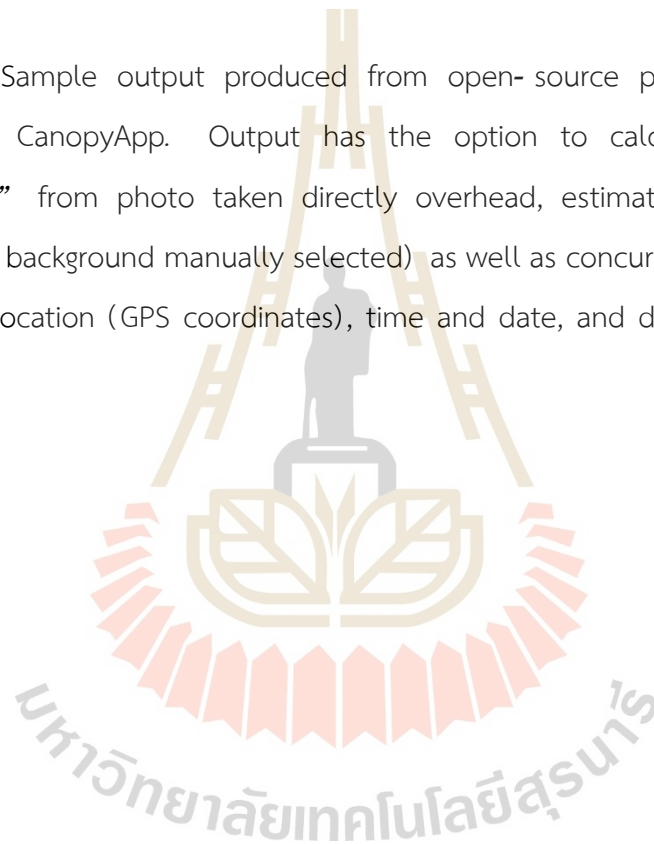 Sample output produced from open- source p
CanopyApp. Output has the option to calc
” from photo taken directly overhead, estimat
background manually selected) as well as concur
ocation (GPS coordinates), time and date, and d
มหาวิทยาลัยเทคโนโลยีสุรนารี